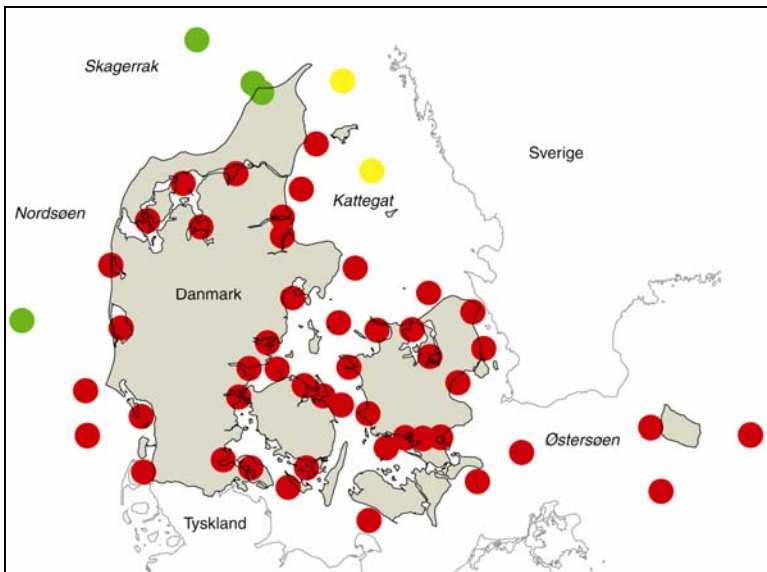 Skagerrak
Sverige
Kattegat
Nordsøen
Danmark
Østersøen
Tyskland